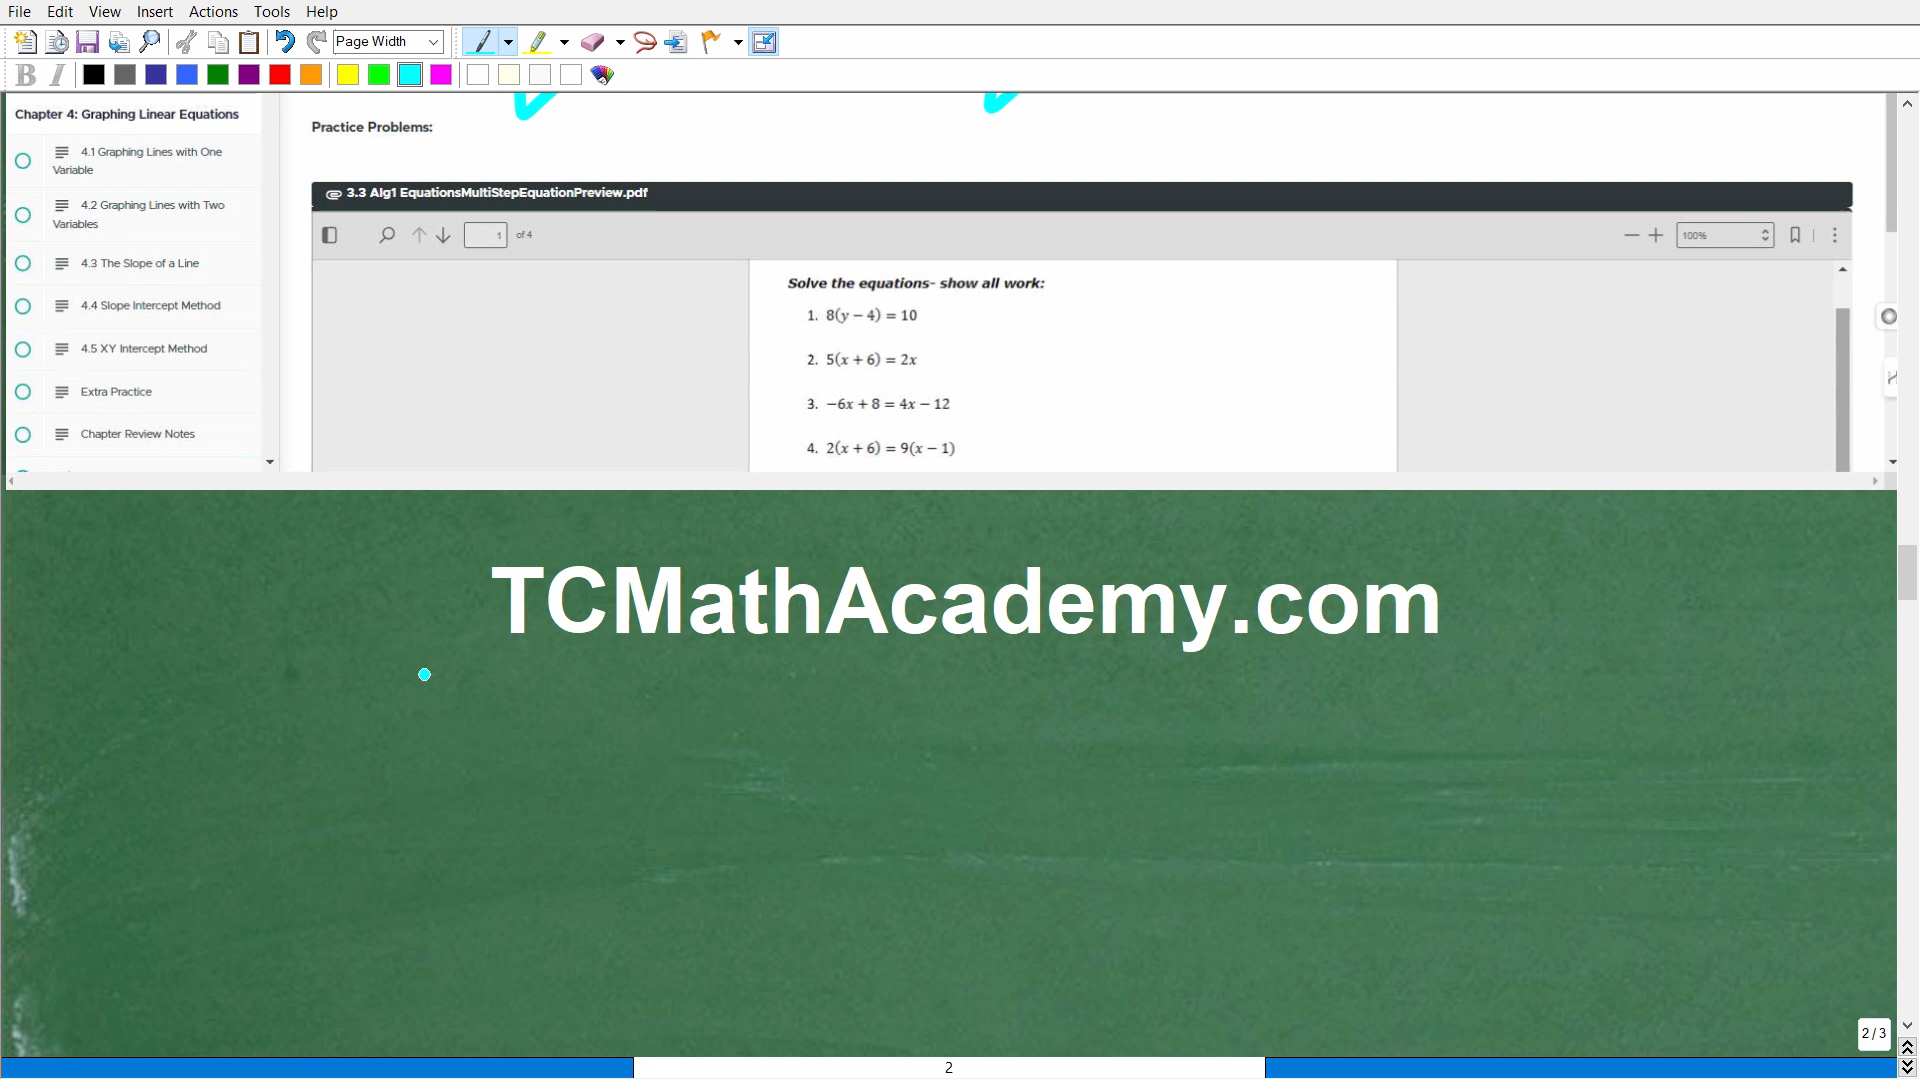 File Edit View Insert Actions Tools Help
Page Width
B I
Chapter 4: Graphing Linear Equations
4.1 Graphing Lines with One
Variable
4.2 Graphing Lines with Two
Variables
4.3 The Slope of a Line
4.4 Slope Intercept Method
4.5 XY Intercept Method
Extra Practice
Chapter Review Notes
Practice Problems:
3.3 Alg1 EquationsMultiStepEquationPreview.pdf
1 of 4
100%
Solve the equations- show all work:
1. 8(y − 4) = 10
2. 5(x + 6) = 2x
3. −6x + 8 = 4x − 12
4. 2(x + 6) = 9(x − 1)
TCMathAcademy.com
2 / 3
2